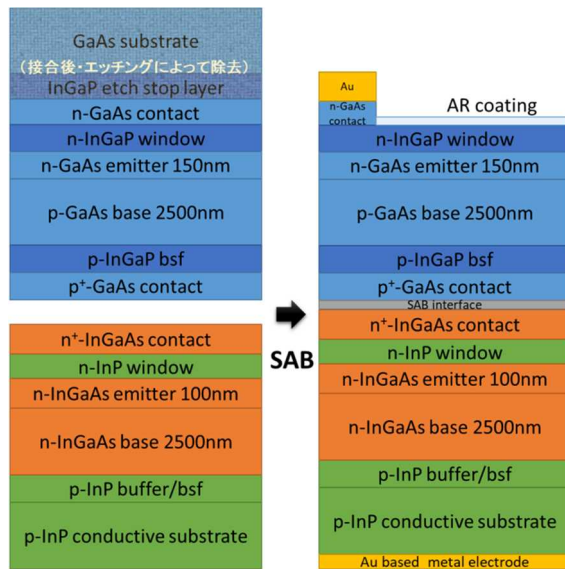 GaAs substrate
(接合後・エッチングによって除去)
InGaP etch stop layer
n-GaAs contact
n-InGaP window
n-GaAs emitter 150nm
p-GaAs base 2500nm
p-InGaP bsf
p⁺-GaAs contact
n⁺-InGaAs contact
n-InP window
n-InGaAs emitter 100nm
n-InGaAs base 2500nm
p-InP buffer/bsf
p-InP conductive substrate
SAB
Au
n-GaAs
contact
AR coating
n-InGaP window
n-GaAs emitter 150nm
p-GaAs base 2500nm
p-InGaP bsf
p⁺-GaAs contact
SAB interface
n⁺-InGaAs contact
n-InP window
n-InGaAs emitter 100nm
n-InGaAs base 2500nm
p-InP buffer/bsf
p-InP conductive substrate
Au based metal electrode